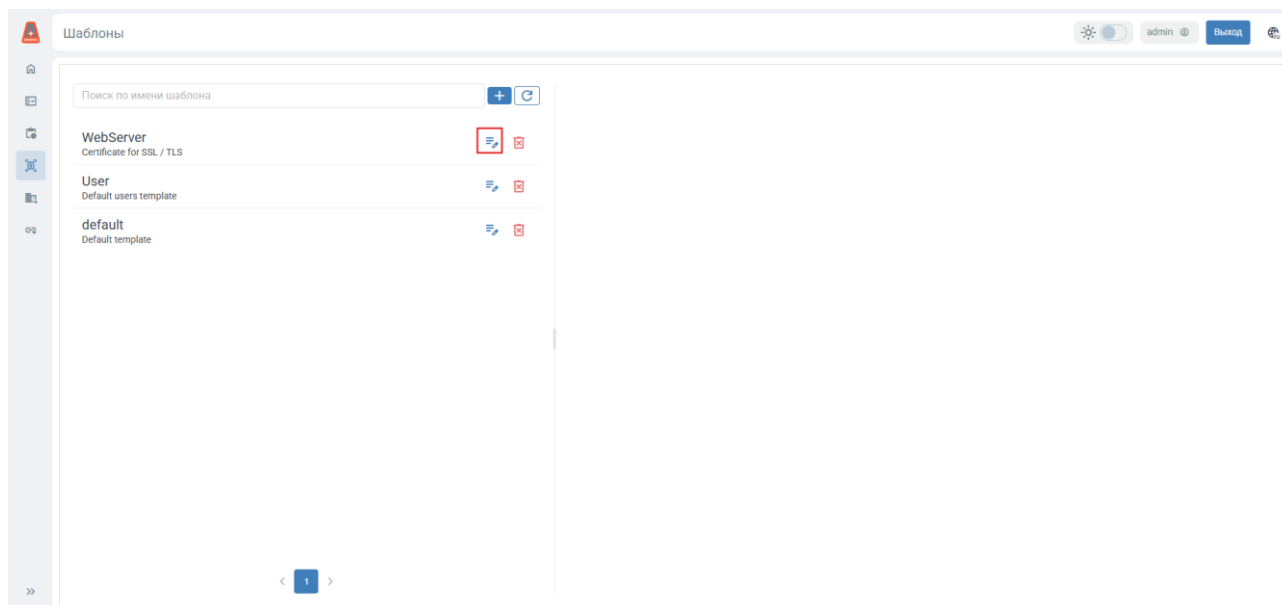 Шаблоны
admin
Выход
Поиск по имени шаблона
WebServer
Certificate for SSL / TLS
User
Default users template
default
Default template
1